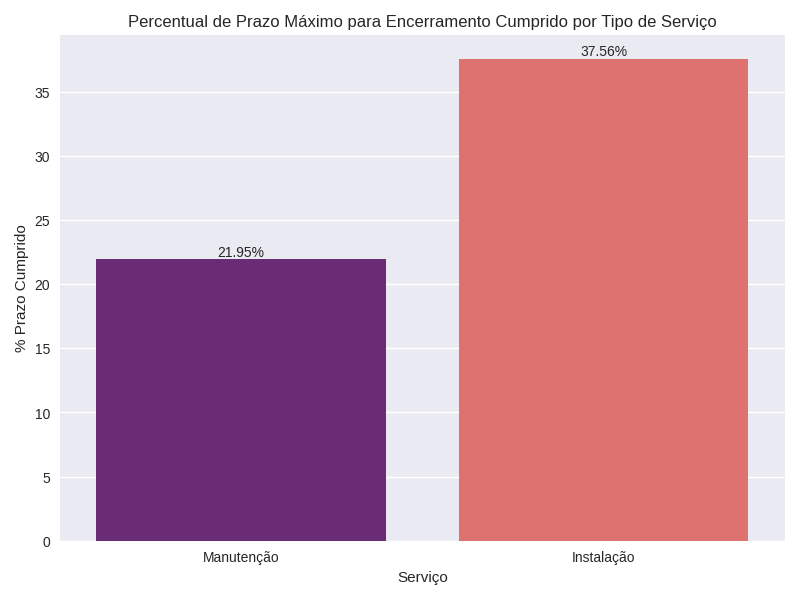 Percentual de Prazo Máximo para Encerramento Cumprido por Tipo de Serviço
% Prazo Cumprido
35
30
25
20
15
10
5
0
21.95%
37.56%
Manutenção
Instalação
Serviço